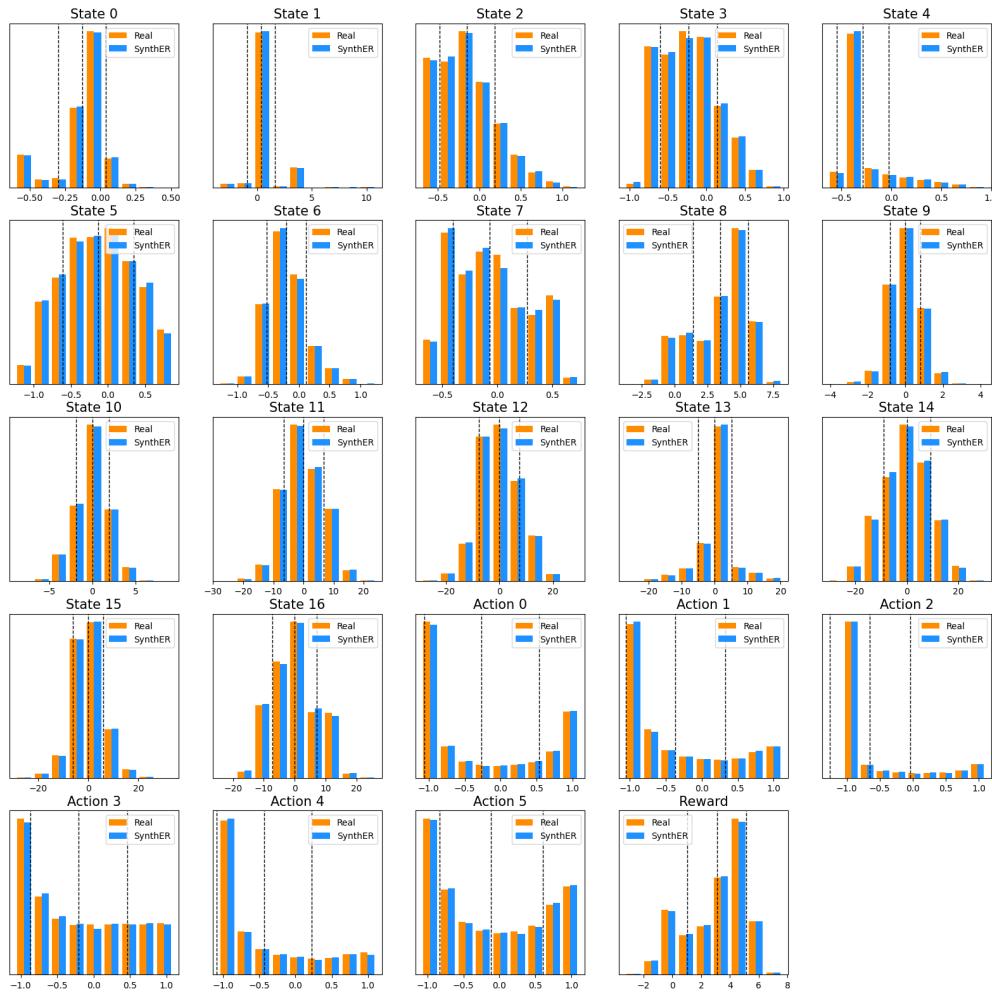 State 0
Real
SynthER
−0.50 −0.25 0.00 0.25 0.50
State 1
Real
SynthER
0 5 10
State 2
Real
SynthER
−0.5 0.0 0.5 1.0
State 3
Real
SynthER
−1.0 −0.5 0.0 0.5 1.0
State 4
Real
SynthER
−0.5 0.0 0.5 1.0
State 5
Real
SynthER
−1.0 −0.5 0.0 0.5
State 6
Real
SynthER
−1.0 −0.5 0.0 0.5 1.0
State 7
Real
SynthER
−0.5 0.0 0.5
State 8
Real
SynthER
−2.5 0.0 2.5 5.0 7.5
State 9
Real
SynthER
−4 −2 0 2 4
State 10
Real
SynthER
−5 0 5
State 11
Real
SynthER
−30 −20 −10 0 10 20
State 12
Real
SynthER
−20 0 20
State 13
Real
SynthER
−20 −10 0 10 20
State 14
Real
SynthER
−20 0 20
State 15
Real
SynthER
−20 0 20
State 16
Real
SynthER
−20 −10 0 10 20
Action 0
Real
SynthER
−1.0 −0.5 0.0 0.5 1.0
Action 1
Real
SynthER
−1.0 −0.5 0.0 0.5 1.0
Action 2
Real
SynthER
−1.0 −0.5 0.0 0.5 1.0
Action 3
Real
SynthER
−1.0 −0.5 0.0 0.5 1.0
Action 4
Real
SynthER
−1.0 −0.5 0.0 0.5 1.0
Action 5
Real
SynthER
−1.0 −0.5 0.0 0.5 1.0
Reward
Real
SynthER
−2 0 2 4 6 8